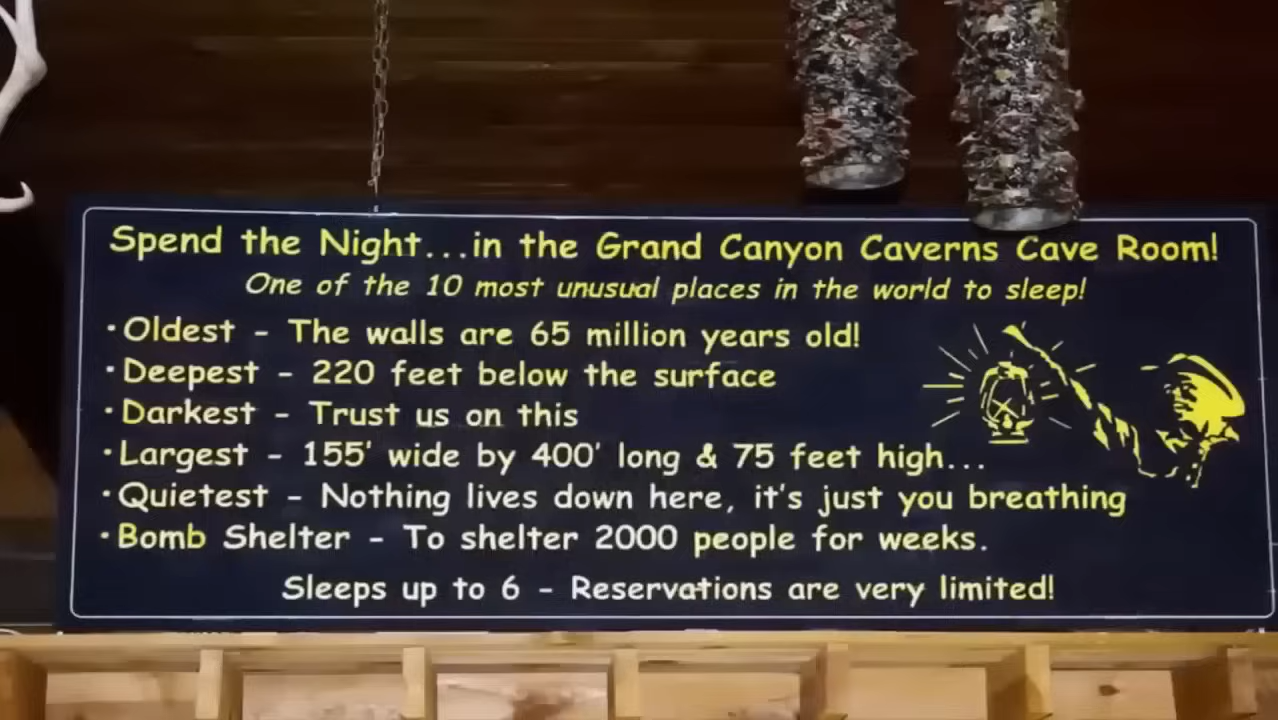 Spend the Night...in the Grand Canyon Caverns Cave Room!
One of the 10 most unusual places in the world to sleep!
· Oldest - The walls are 65 million years old!
· Deepest - 220 feet below the surface
· Darkest - Trust us on this
· Largest - 155' wide by 400' long & 75 feet high...
· Quietest - Nothing lives down here, it's just you breathing
· Bomb Shelter - To shelter 2000 people for weeks.
Sleeps up to 6 - Reservations are very limited!